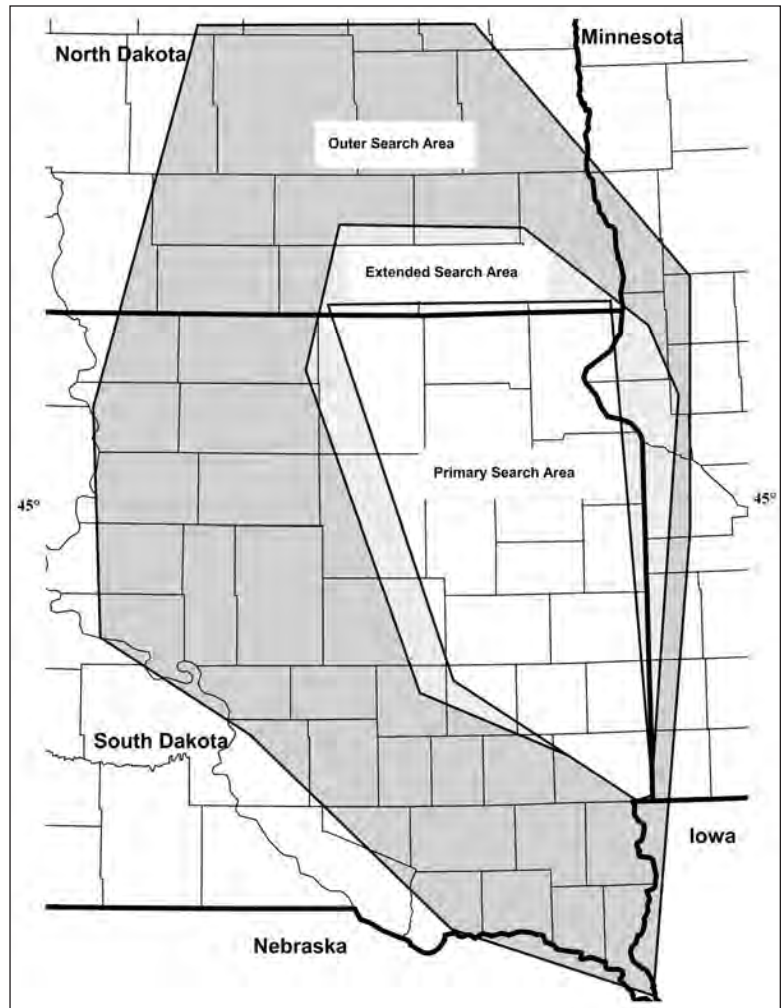 North Dakota
Minnesota
Outer Search Area
Extended Search Area
Primary Search Area
45°
45°
South Dakota
Iowa
Nebraska